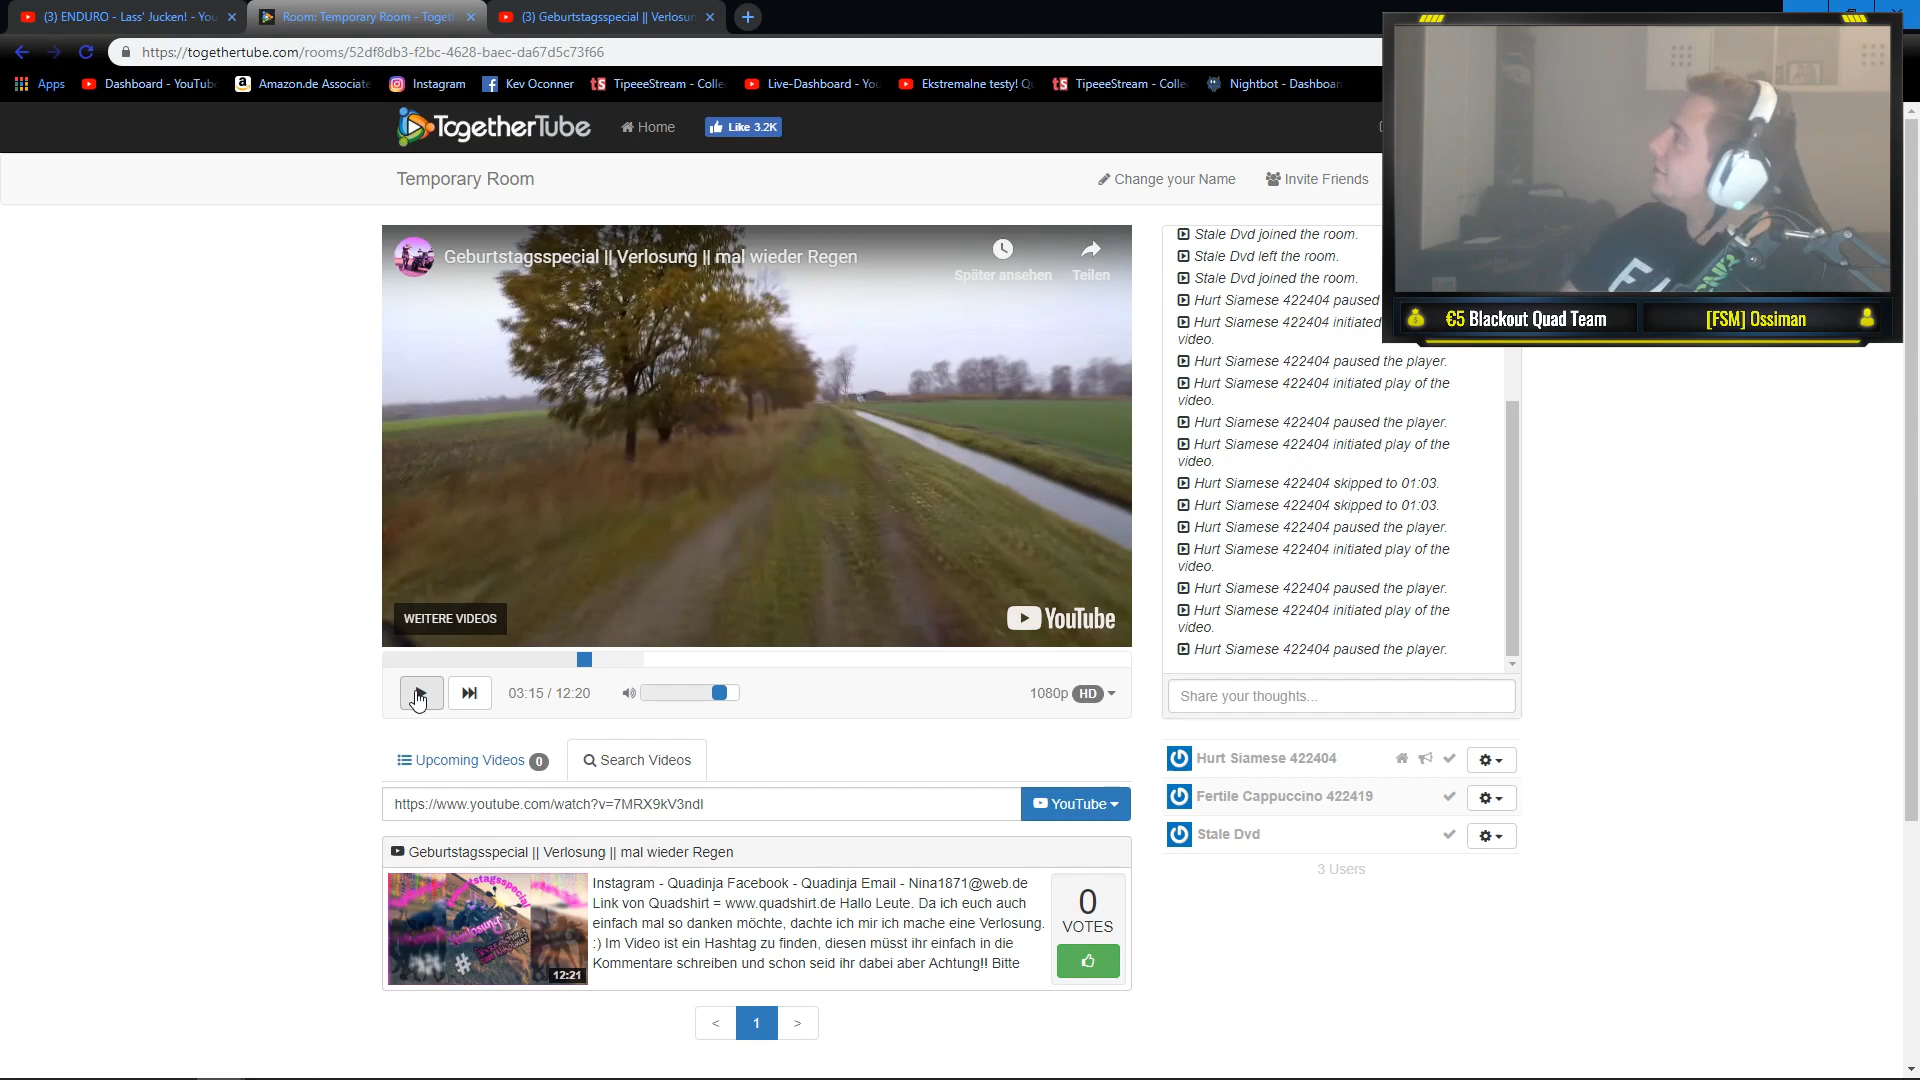 (3) ENDURO - Lass' Jucken! - You
Room: Temporary Room - Togeth
(3) Geburtstagsspecial || Verlosun
https://togethertube.com/rooms/52df8db3-f2bc-4628-baec-da67d5c73f66
Apps
Dashboard - YouTube
Amazon.de Associate
Instagram
Kev Oconner
TipeeeStream - Collec
Live-Dashboard - You
Ekstremalne testy! Q
TipeeeStream - Collec
Nightbot - Dashboar
TogetherTube
Home
Like 3.2K
Temporary Room
Change your Name
Invite Friends
€5 Blackout Quad Team
[FSM] Ossiman
Geburtstagsspecial || Verlosung || mal wieder Regen
Später ansehen
Teilen
WEITERE VIDEOS
YouTube
03:15 / 12:20
1080p HD
Stale Dvd joined the room.
Stale Dvd left the room.
Stale Dvd joined the room.
Hurt Siamese 422404 paused
Hurt Siamese 422404 initiated
video.
Hurt Siamese 422404 paused the player.
Hurt Siamese 422404 initiated play of the
video.
Hurt Siamese 422404 paused the player.
Hurt Siamese 422404 initiated play of the
video.
Hurt Siamese 422404 skipped to 01:03.
Hurt Siamese 422404 skipped to 01:03.
Hurt Siamese 422404 paused the player.
Hurt Siamese 422404 initiated play of the
video.
Hurt Siamese 422404 paused the player.
Hurt Siamese 422404 initiated play of the
video.
Hurt Siamese 422404 paused the player.
Share your thoughts...
Upcoming Videos 0
Search Videos
https://www.youtube.com/watch?v=7MRX9kV3ndI
YouTube
Geburtstagsspecial || Verlosung || mal wieder Regen
12:21
Instagram - Quadinja Facebook - Quadinja Email - Nina1871@web.de
Link von Quadshirt = www.quadshirt.de Hallo Leute. Da ich euch auch
einfach mal so danken möchte, dachte ich mir ich mache eine Verlosung.
:) Im Video ist ein Hashtag zu finden, diesen müsst ihr einfach in die
Kommentare schreiben und schon seid ihr dabei aber Achtung!! Bitte
0
VOTES
< 1 >
Hurt Siamese 422404
Fertile Cappuccino 422419
Stale Dvd
3 Users